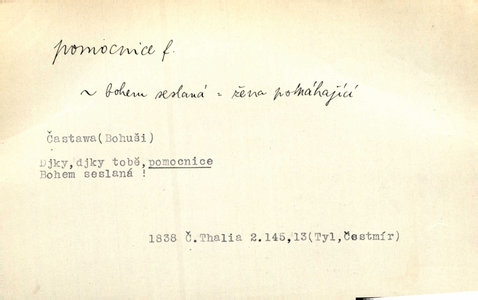 pomocnice f.
~ bohem seslaná = žena pomáhající
Častawa(Bohuši)
Djky,djky tobě,pomocnice
Bohem seslaná !
1838 Č.Thalia 2.145,13(Tyl,Čestmír)